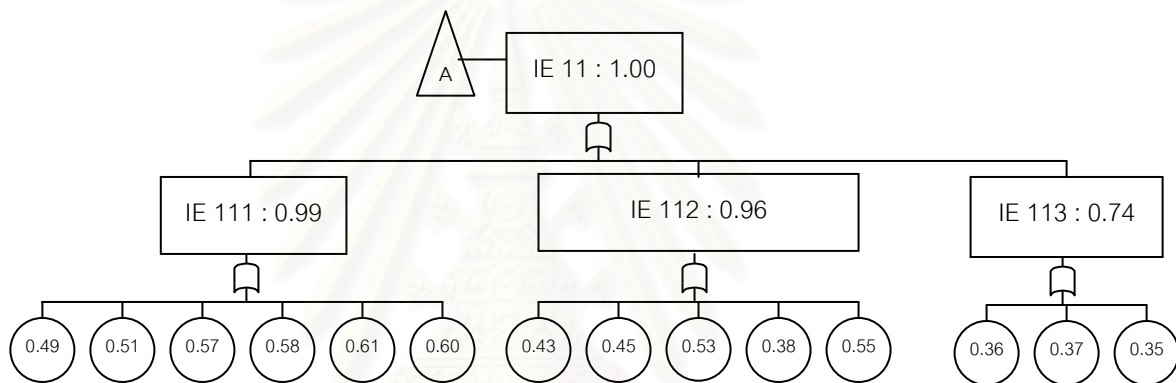 A
IE 11 : 1.00
IE 111 : 0.99
IE 112 : 0.96
IE 113 : 0.74
0.49 0.51 0.57 0.58 0.61 0.60 0.43 0.45 0.53 0.38 0.55 0.36 0.37 0.35